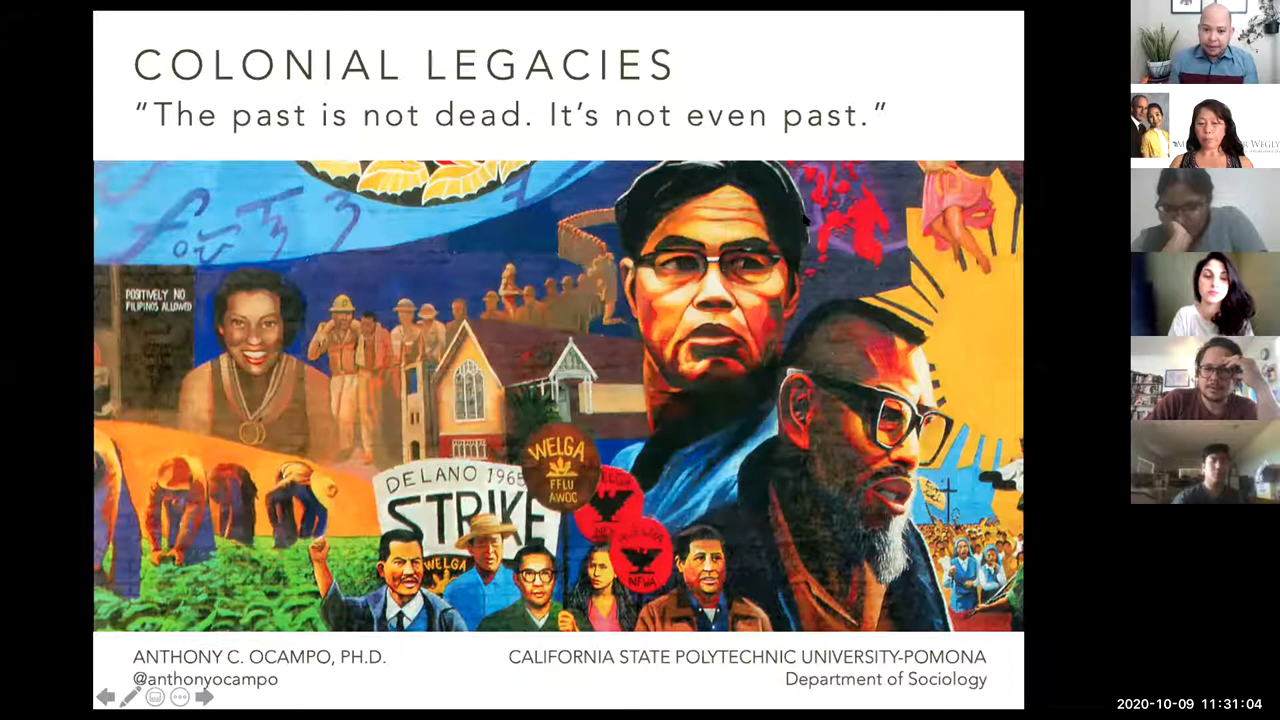 COLONIAL LEGACIES
“The past is not dead. It’s not even past.”
POSITIVELY NO
FILIPINOS ALLOWED
DELANO 1965
STRIKE
WELGA
FFLU
AWOC
WELGA
NFWA
ANTHONY C. OCAMPO, PH.D.
@anthonyocampo
CALIFORNIA STATE POLYTECHNIC UNIVERSITY-POMONA
Department of Sociology
2020-10-09 11:31:04